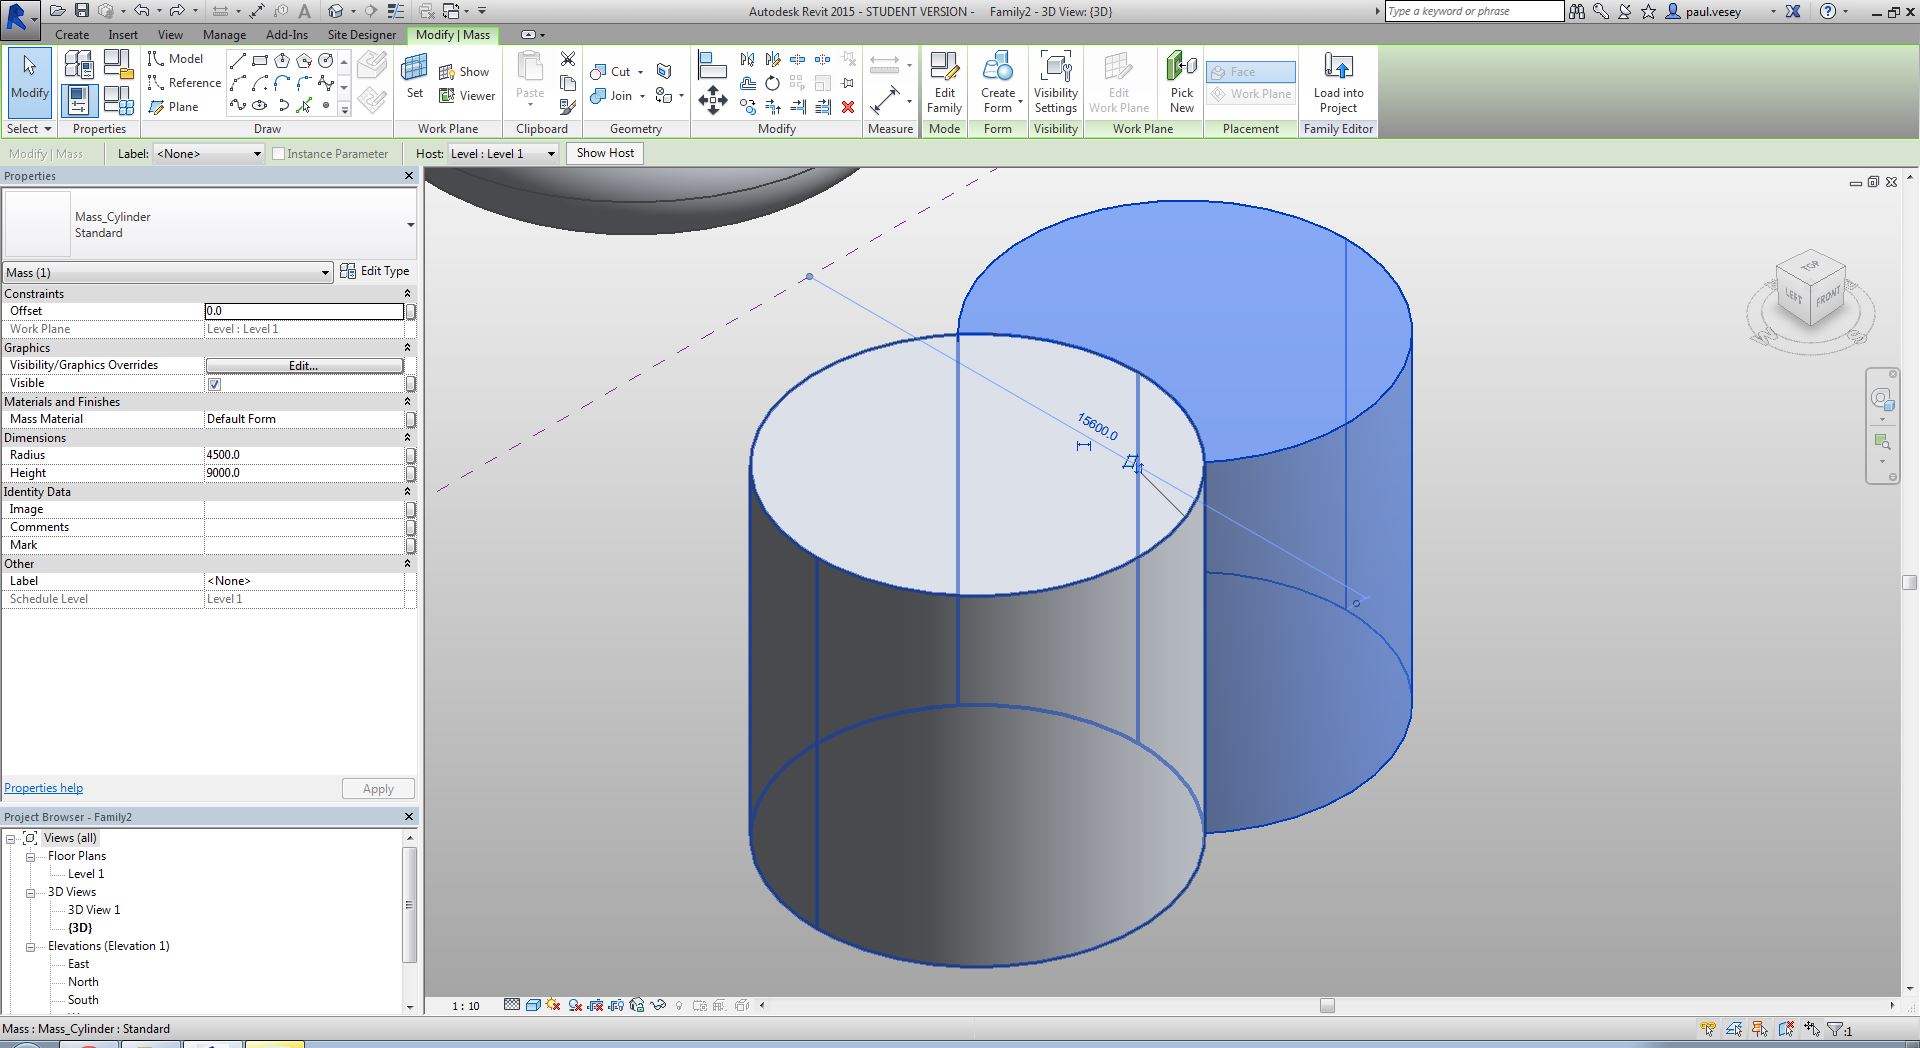 Autodesk Revit 2015 - STUDENT VERSION -    Family2 - 3D View: {3D}
Type a keyword or phrase
paul.vesey
Create Insert View Manage Add-Ins Site Designer Modify | Mass
Modify
Model
Reference
Plane
Set
Show
Viewer
Paste
Cut
Join
Edit Family
Create Form
Visibility Settings
Edit Work Plane
Pick New
Face
Work Plane
Load into Project
Select Properties Draw Work Plane Clipboard Geometry Modify Measure Mode Form Visibility Work Plane Placement Family Editor
Modify | Mass Label: <None> Instance Parameter Host: Level : Level 1 Show Host
Properties
Mass_Cylinder
Standard
Mass (1) Edit Type
Constraints
Offset 0.0
Work Plane Level : Level 1
Graphics
Visibility/Graphics Overrides Edit...
Visible
Materials and Finishes
Mass Material Default Form
Dimensions
Radius 4500.0
Height 9000.0
Identity Data
Image
Comments
Mark
Other
Label <None>
Schedule Level Level 1
Properties help Apply
Project Browser - Family2
Views (all)
Floor Plans
Level 1
3D Views
3D View 1
{3D}
Elevations (Elevation 1)
East
North
South
15600.0
TOP
LEFT
FRONT
W
S
1 : 10
Mass : Mass_Cylinder : Standard
:1